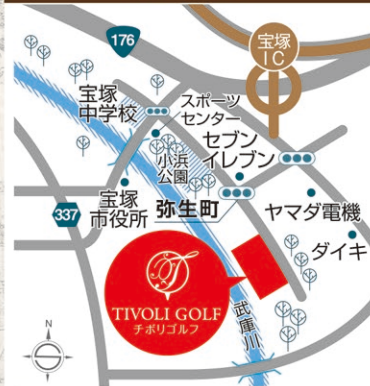 176
宝塚
IC
宝塚
中学校
スポーツ
センター
セブン
イレブン
小浜
公園
宝塚
市役所
弥生町
ヤマダ電機
337
ダイキ
TIVOLI GOLF
チボリゴルフ
武庫川
N
S